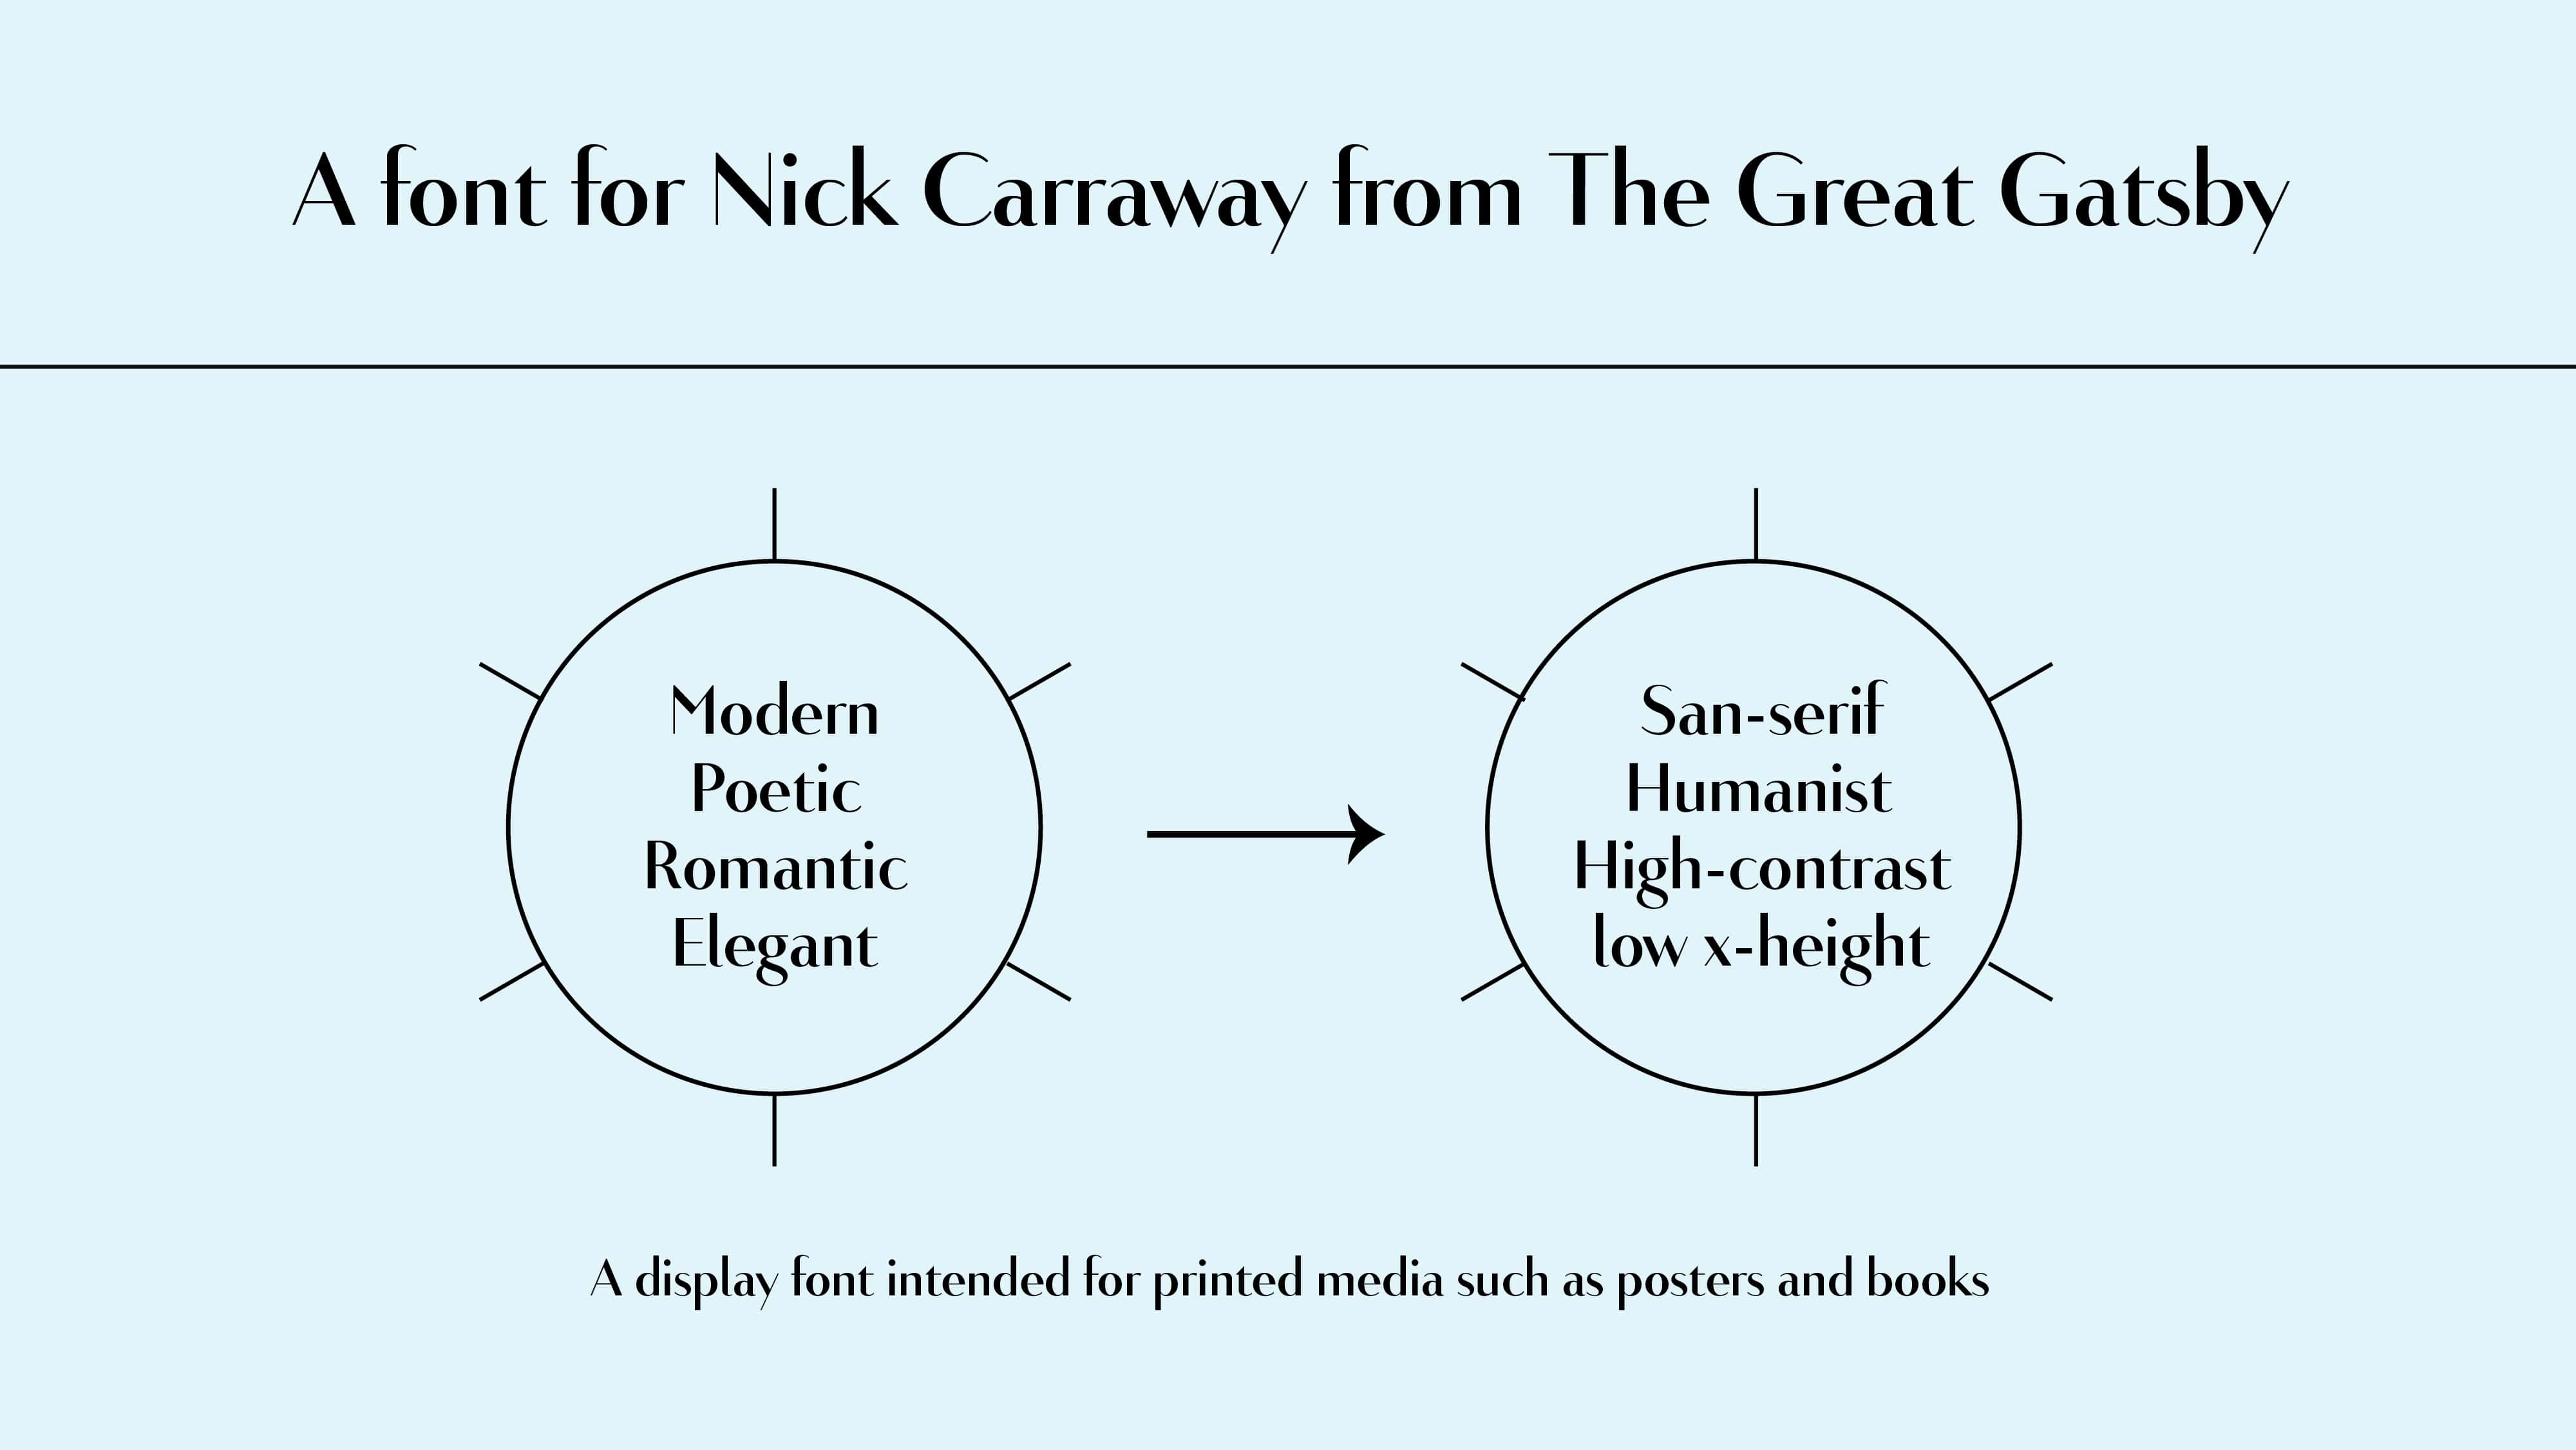 A font for Nick Carraway from The Great Gatsby
Modern
Poetic
Romantic
Elegant
San-serif
Humanist
High-contrast
low x-height
A display font intended for printed media such as posters and books